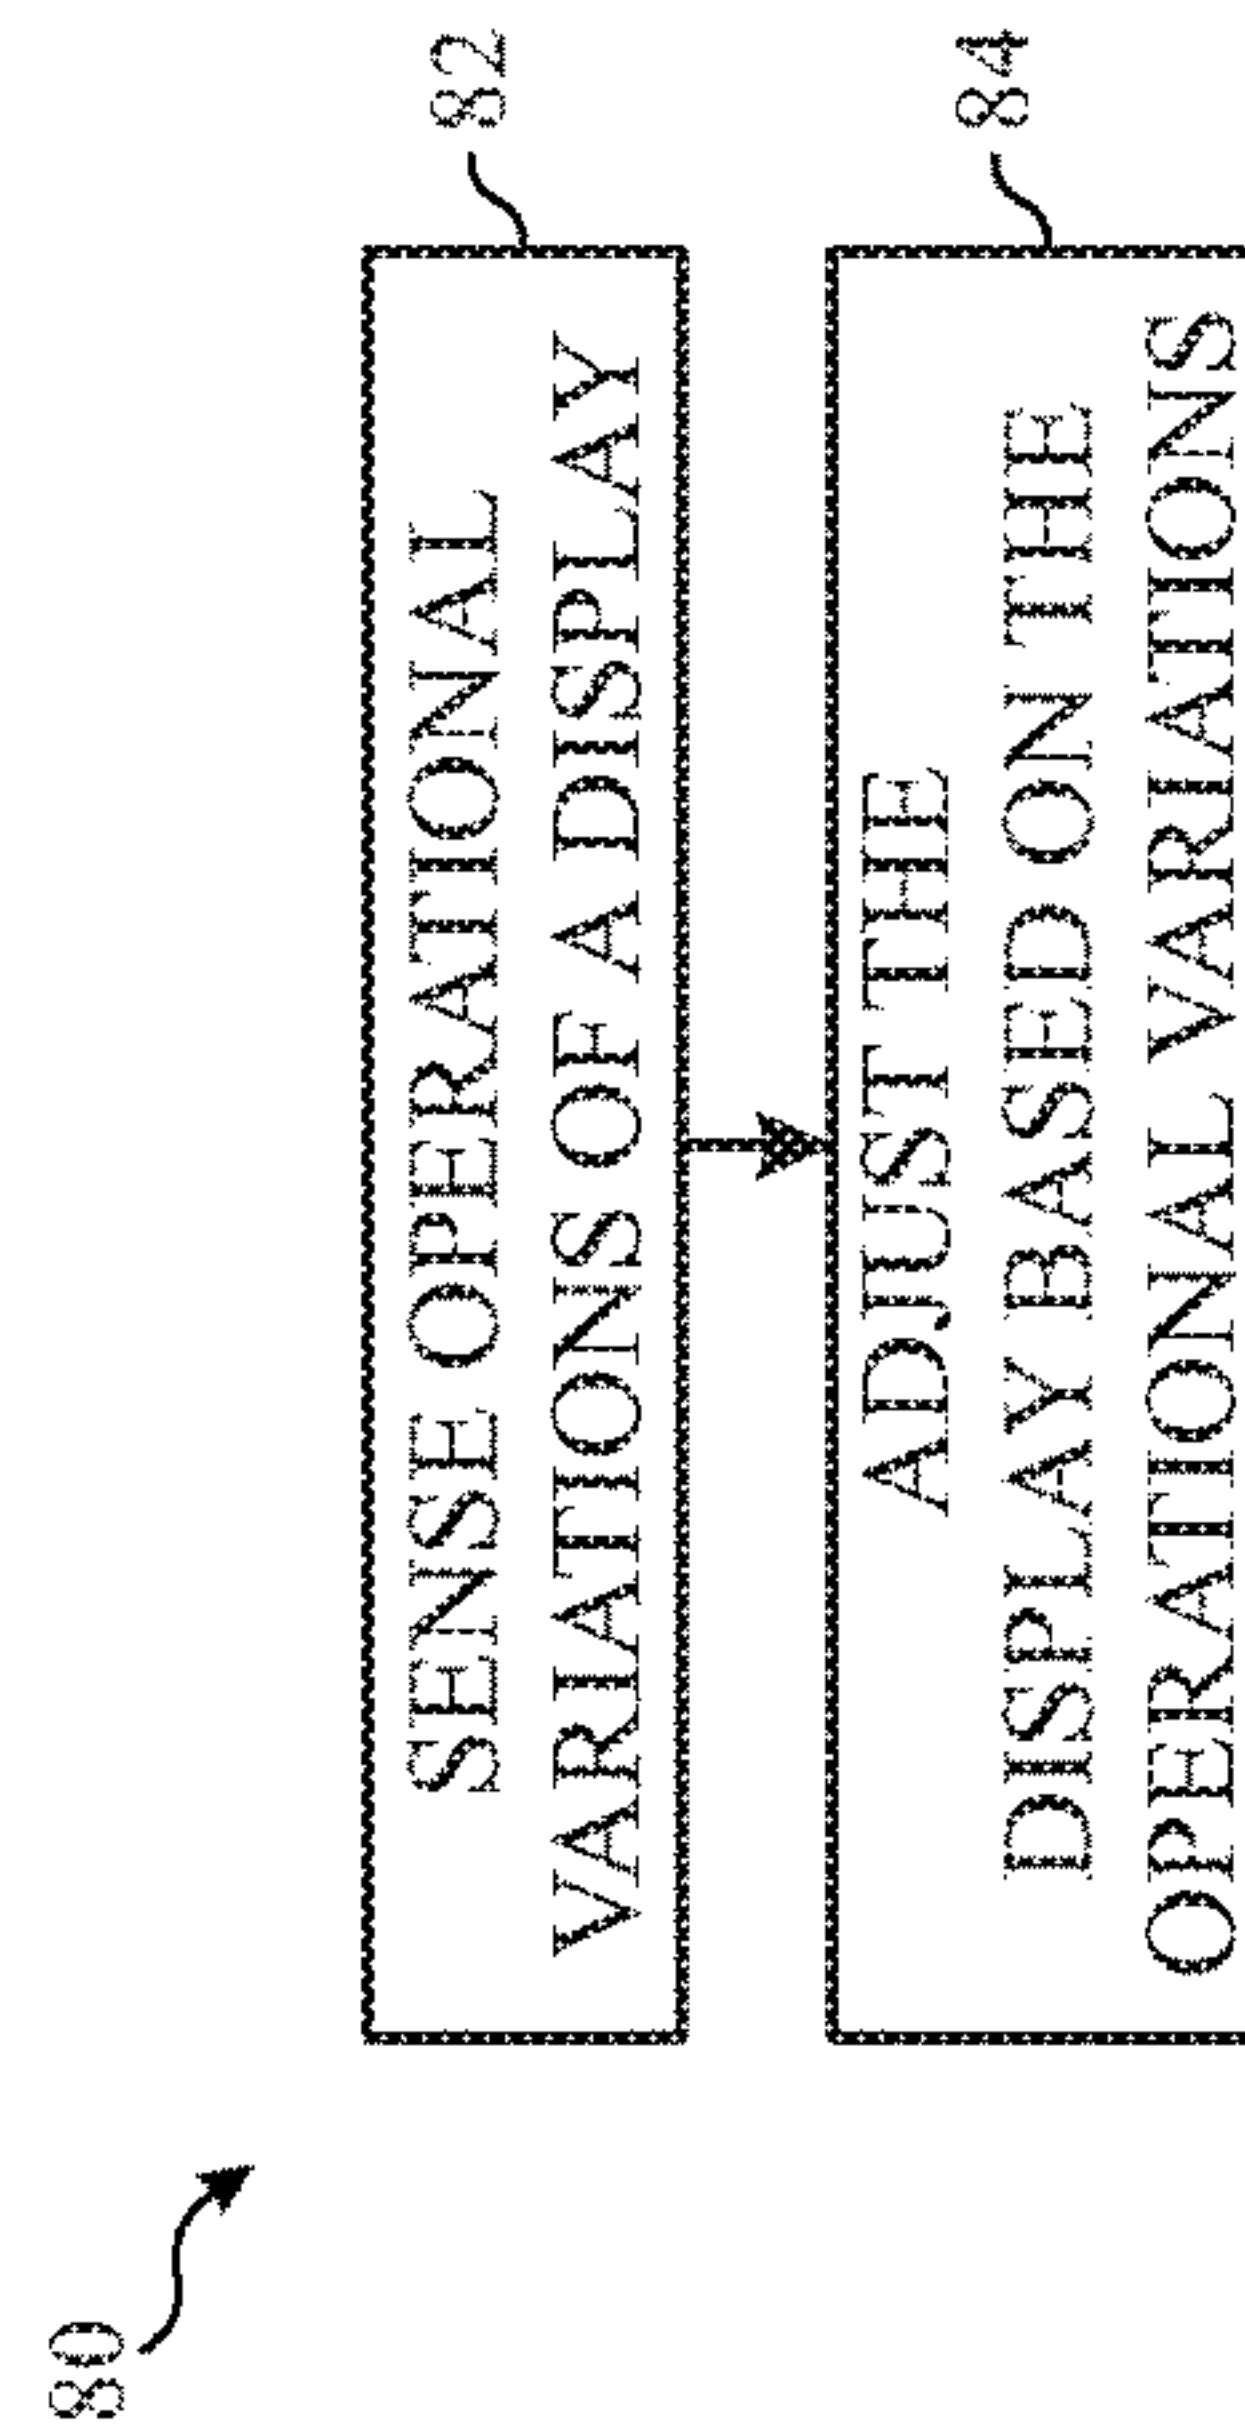 80
SENSE OPERATIONAL
VARIATIONS OF A DISPLAY
82
ADJUST THE
DISPLAY BASED ON THE
OPERATIONAL VARIATIONS
84